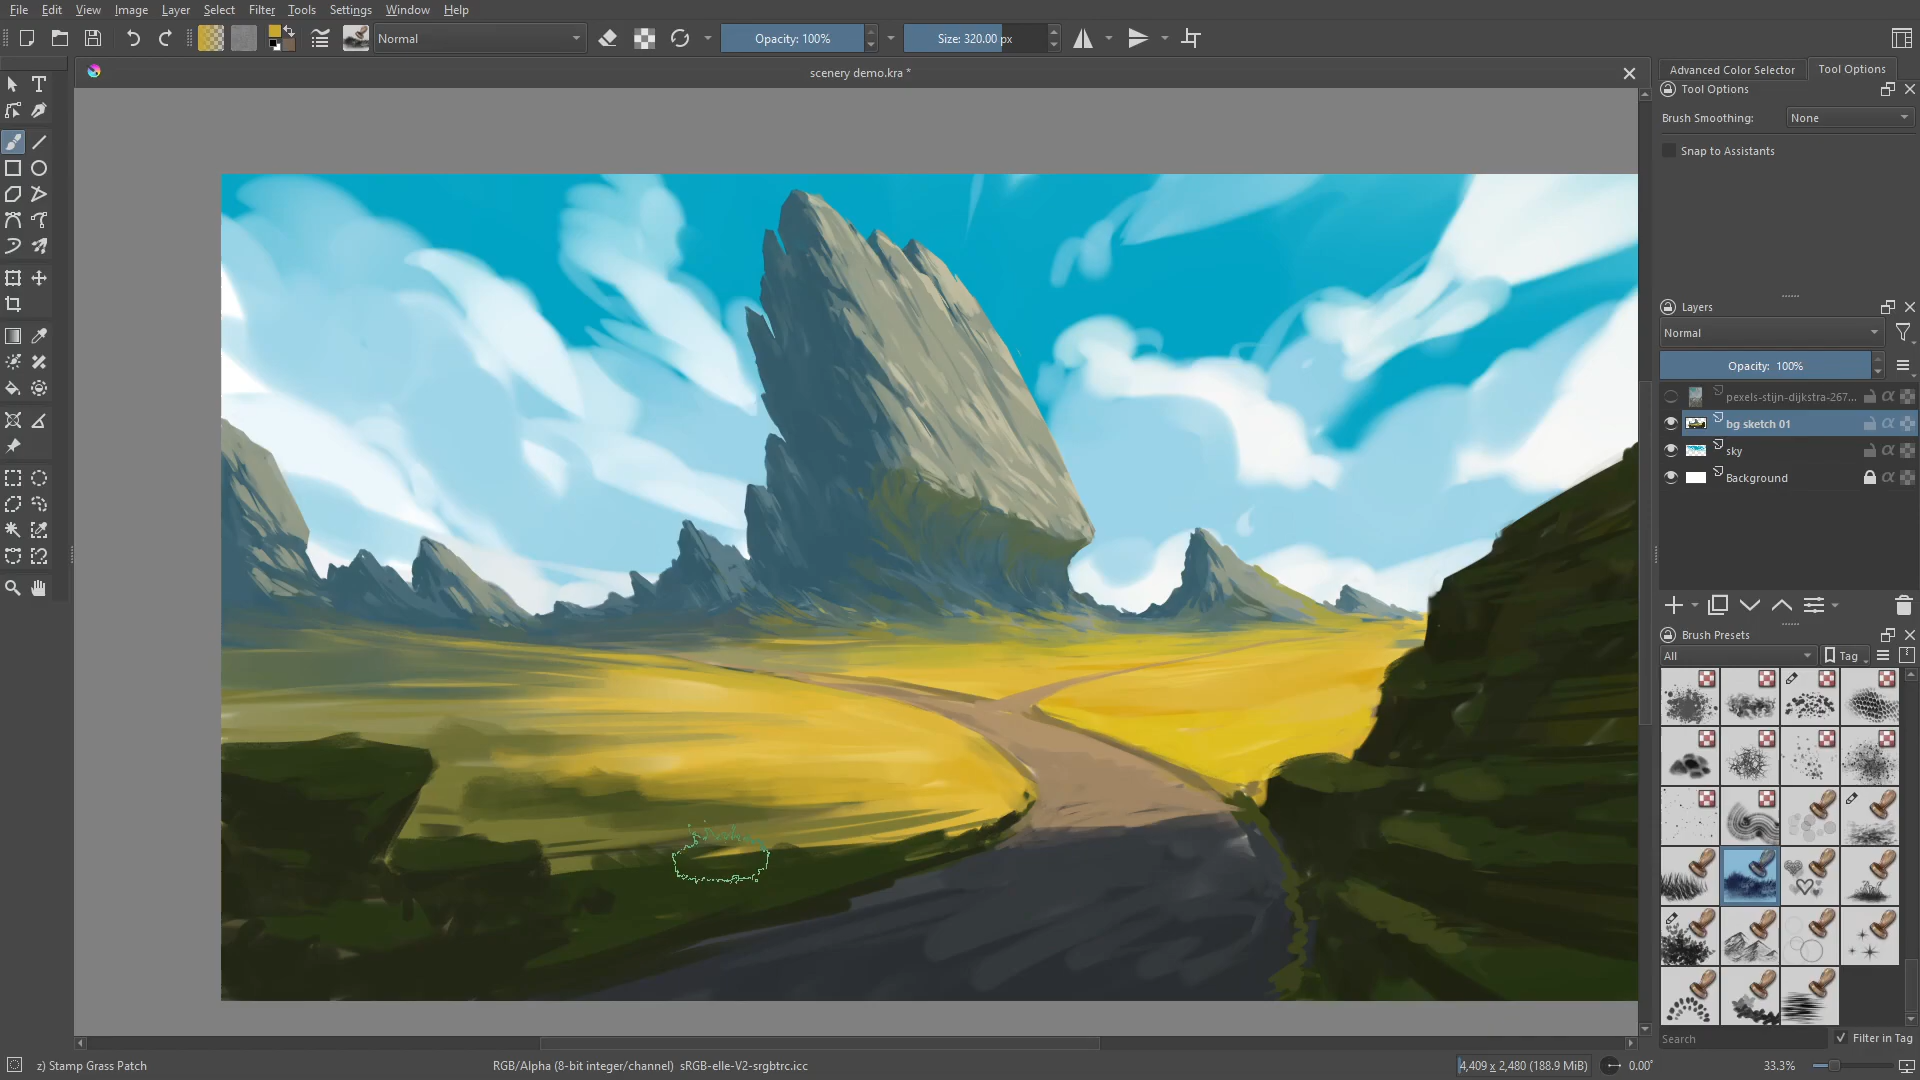 File Edit View Image Layer Select Filter Tools Settings Window Help
Normal Opacity: 100% Size: 320.00 px
scenery demo.kra *
Advanced Color Selector Tool Options
Tool Options
Brush Smoothing: None
Snap to Assistants
Layers
Normal
Opacity: 100%
pexels-stijn-dijkstra-267...
bg sketch 01
sky
Background
Brush Presets
All Tag
Search Filter in Tag
z) Stamp Grass Patch RGB/Alpha (8-bit integer/channel) sRGB-elle-V2-srgbtrc.icc 4,409 x 2,480 (188.9 MiB) 0.00° 33.3%